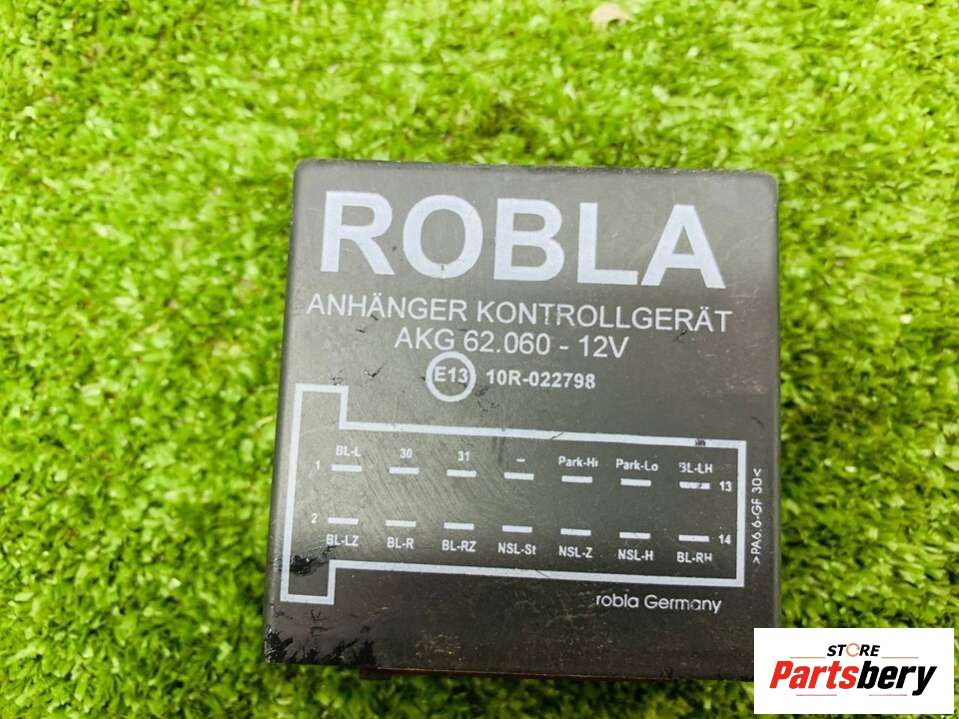 ROBLA
ANHÄNGER KONTROLLGERÄT
AKG 62.060 - 12V
E13 10R-022798
BL-L 30 31 - Park-Hi Park-Lo BL-LH
1 13
2 14
BL-LZ BL-R BL-RZ NSL-St NSL-Z NSL-H BL-RH
>PA6.6-GF 30<
robla Germany
STORE
Partsbery